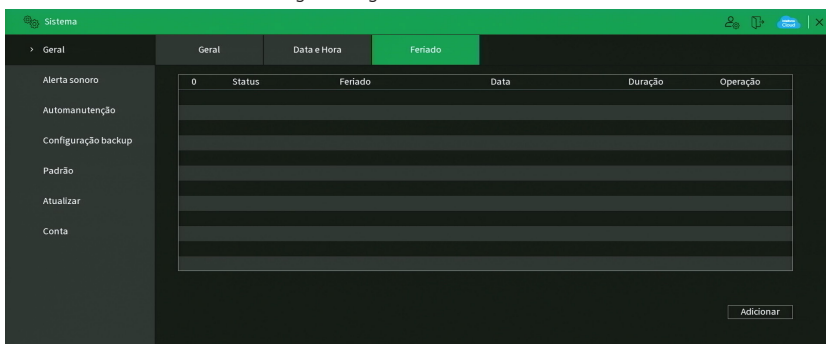 Sistema
Cloud
Geral
Geral
Data e Hora
Feriado
Alerta sonoro
Automanutenção
Configuração backup
Padrão
Atualizar
Conta
0 Status Feriado Data Duração Operação
Adicionar